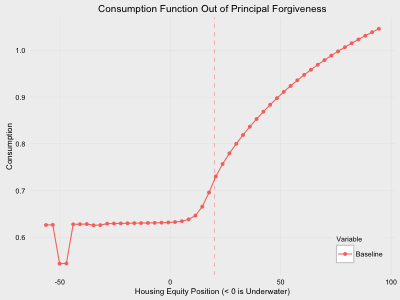 Consumption Function Out of Principal Forgiveness
Consumption
1.0
0.9
0.8
0.7
0.6
-50
0
50
100
Housing Equity Position (< 0 is Underwater)
Variable
Baseline